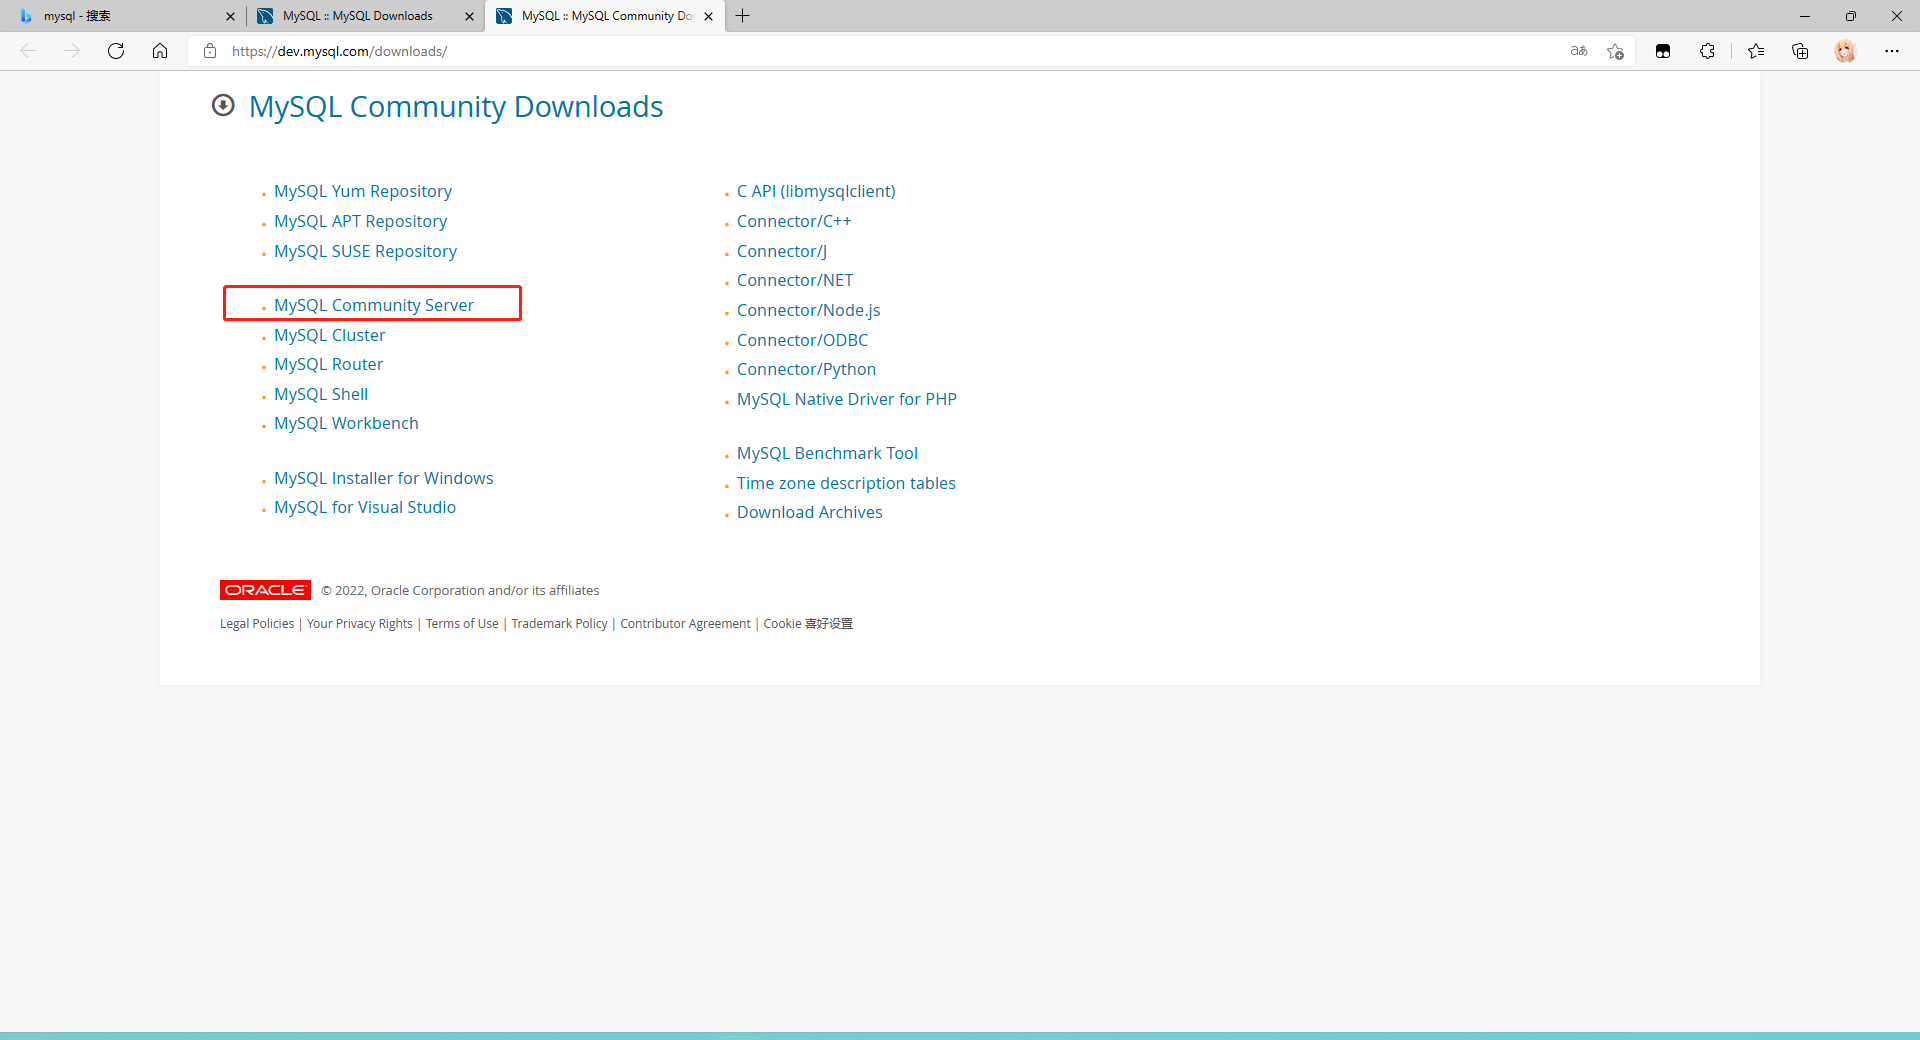 mysql - 搜索
MySQL :: MySQL Downloads
MySQL :: MySQL Community Do
https://dev.mysql.com/downloads/
aあ
MySQL Community Downloads
MySQL Yum Repository
MySQL APT Repository
MySQL SUSE Repository
MySQL Community Server
MySQL Cluster
MySQL Router
MySQL Shell
MySQL Workbench
MySQL Installer for Windows
MySQL for Visual Studio
C API (libmysqlclient)
Connector/C++
Connector/J
Connector/NET
Connector/Node.js
Connector/ODBC
Connector/Python
MySQL Native Driver for PHP
MySQL Benchmark Tool
Time zone description tables
Download Archives
ORACLE © 2022, Oracle Corporation and/or its affiliates
Legal Policies | Your Privacy Rights | Terms of Use | Trademark Policy | Contributor Agreement | Cookie 喜好设置